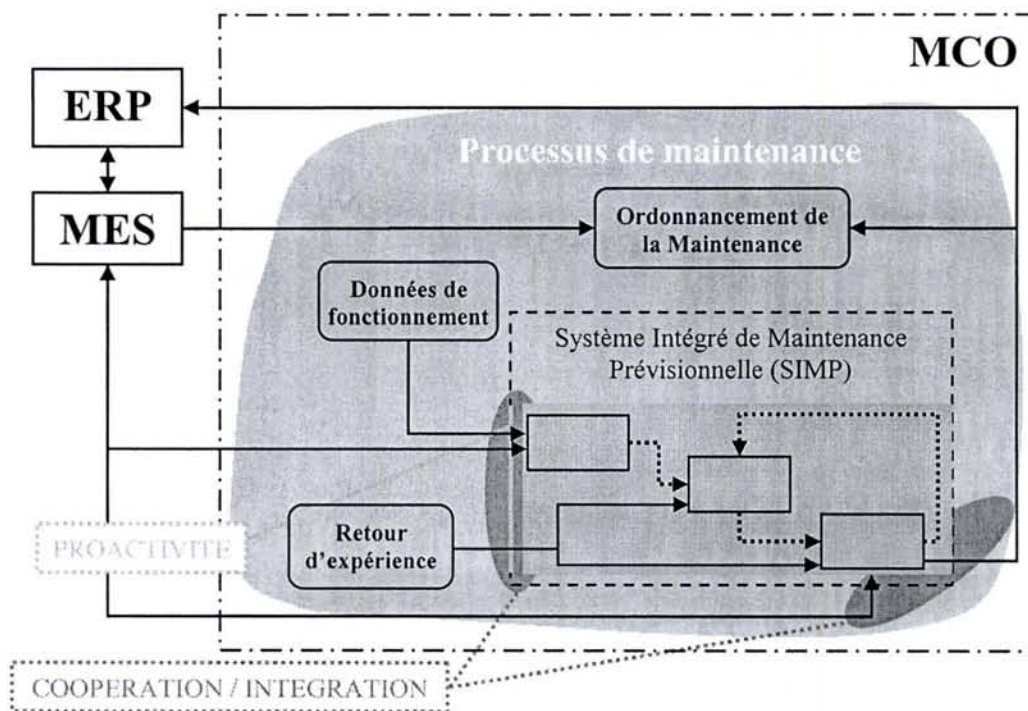 MCO
ERP
Processus de maintenance
MES
Ordonnancement de
la Maintenance
Données de
fonctionnement
Système Intégré de Maintenance
Prévisionnelle (SIMP)
PROACTIVITE
Retour
d'expérience
COOPERATION / INTEGRATION